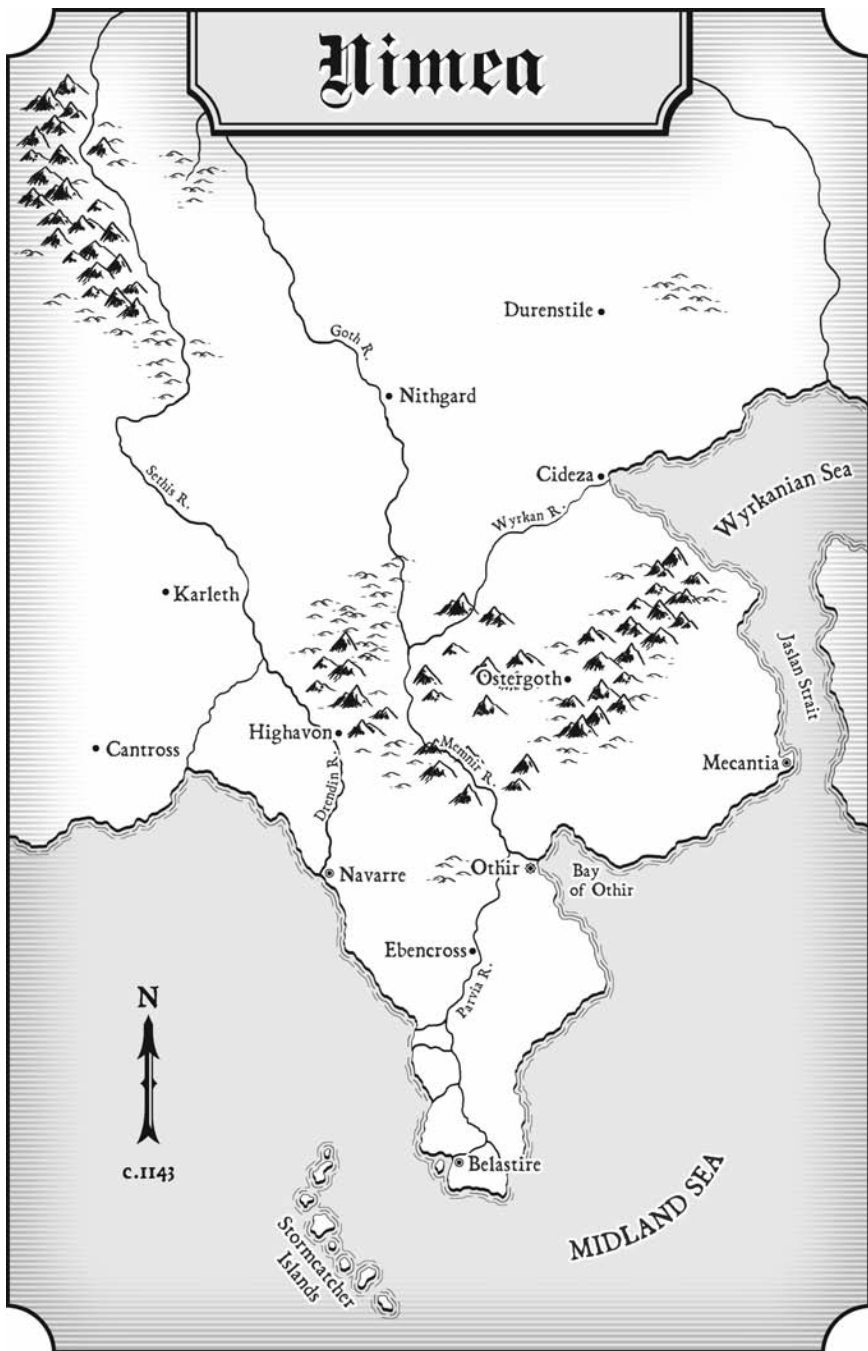 Nimea
Durenstile
Goth R.
Nithgard
Cideza
Wyrkanian Sea
Sethis R.
Wyrkan R.
Karleth
Jaslan Strait
Ostergoth
Highavon
Cantross
Memnir R.
Mecantia
Drendin R.
Navarre
Othir
Bay
of Othir
Ebencross
Parvia R.
N
c.1143
Belastire
Stormcatcher
Islands
MIDLAND SEA